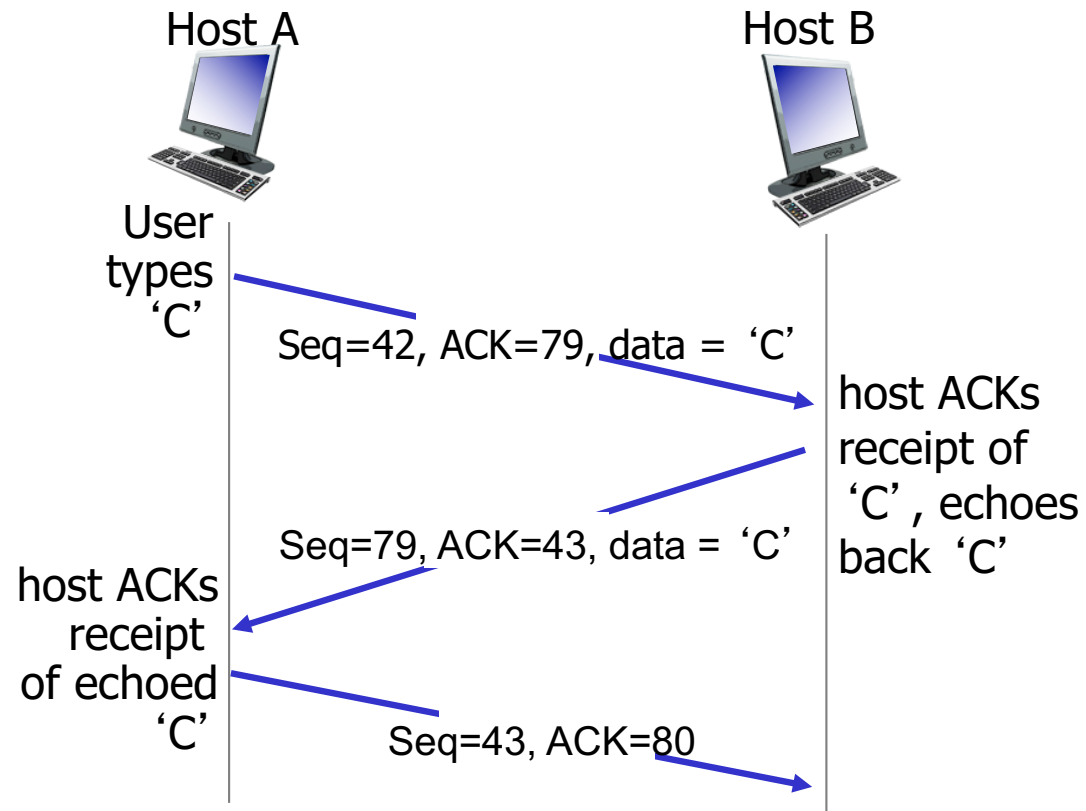 Host A
Host B
User
types
‘C’
Seq=42, ACK=79, data = ‘C’
host ACKs
receipt of
‘C’, echoes
back ‘C’
Seq=79, ACK=43, data = ‘C’
host ACKs
receipt
of echoed
‘C’
Seq=43, ACK=80